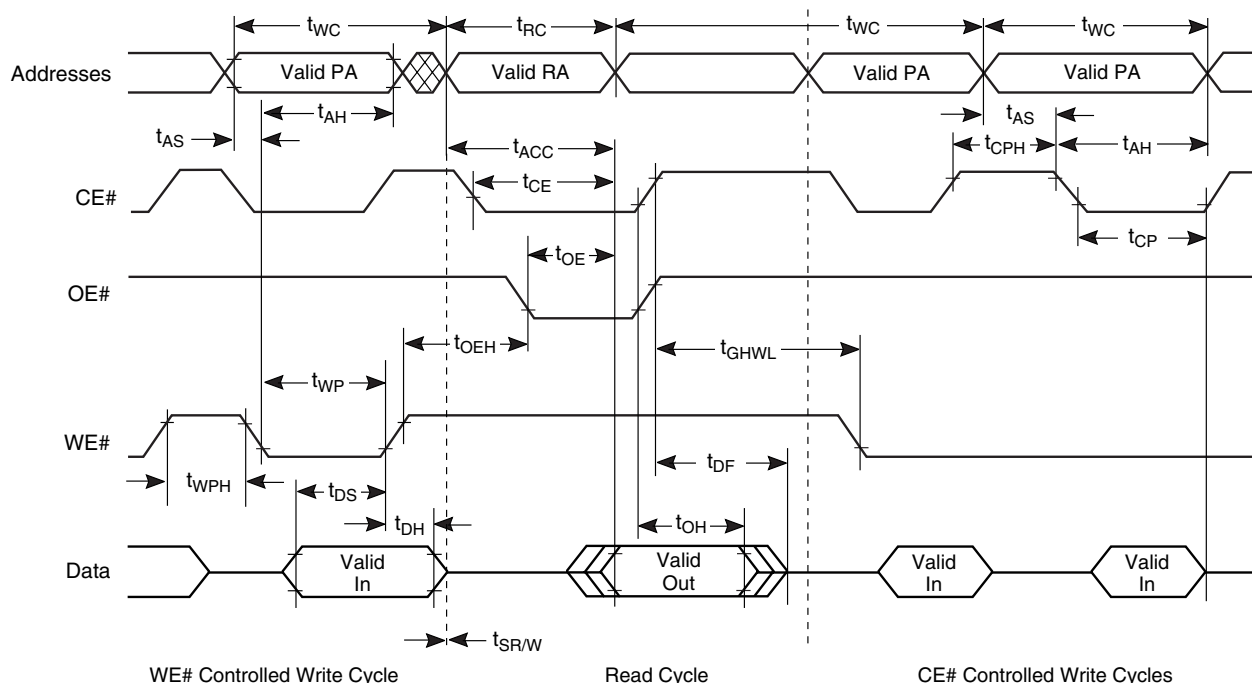 tWC tRC tWC tWC
Addresses Valid PA Valid RA Valid PA Valid PA
tAS tAH tAS
tACC tCPH tAH
CE# tCE
tOE tCP
OE#
tOEH tGHWL
tWP
WE#
tWPH tDS tDF
tDH tOH
Data Valid In Valid Out Valid In Valid In
tSR/W
WE# Controlled Write Cycle Read Cycle CE# Controlled Write Cycles